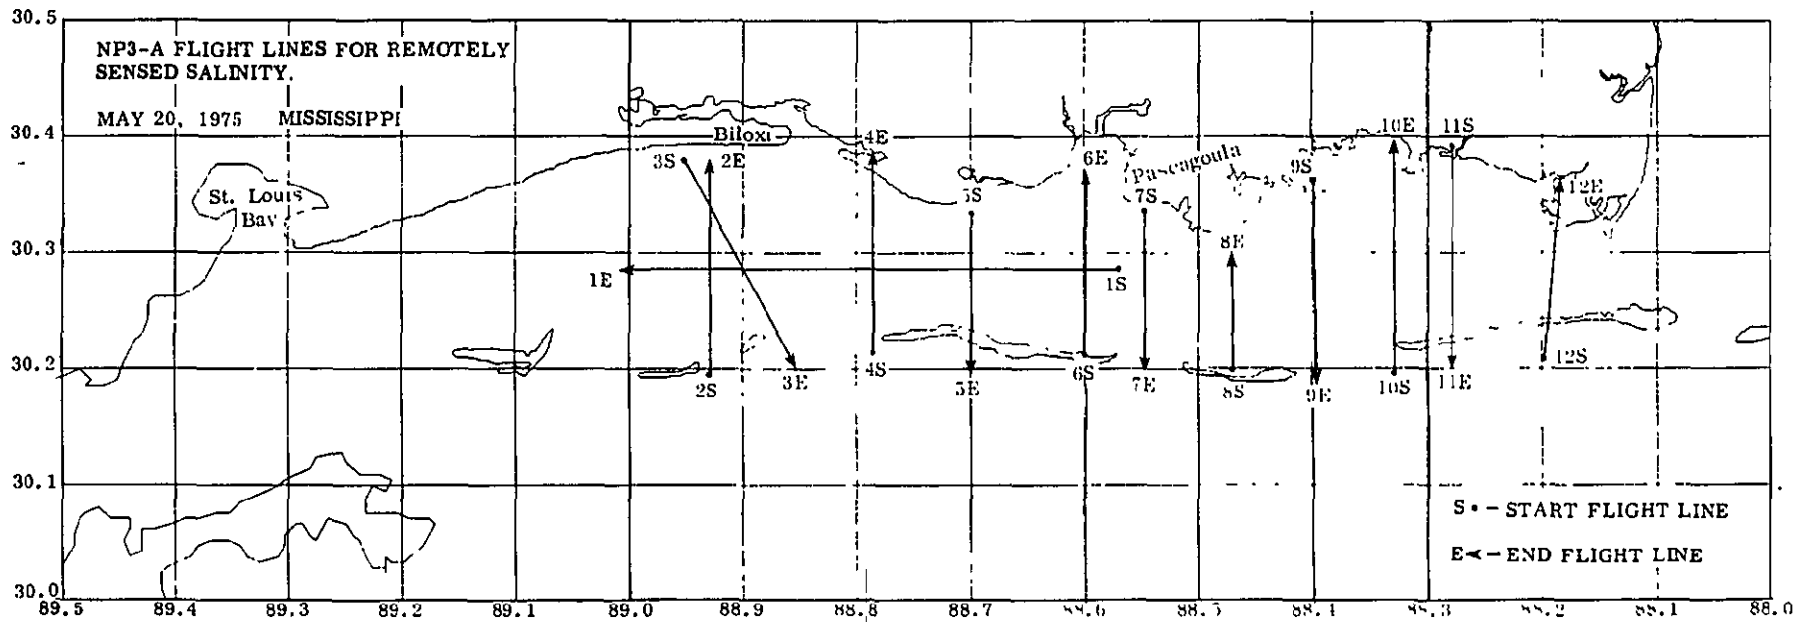 30.5
NP3-A FLIGHT LINES FOR REMOTELY
SENSED SALINITY.
MAY 20, 1975 MISSISSIPPI
30.4
Biloxi
4E
10E
11S
3S
2E
6E
Pascagoula
9S
St. Louis
Bay
5S
7S
12E
30.3
8E
1E
1S
30.2
2S
3E
4S
5E
6S
7E
8S
9E
10S
11E
12S
30.1
S • - START FLIGHT LINE
E ◄ - END FLIGHT LINE
30.0
89.5 89.4 89.3 89.2 89.1 89.0 88.9 88.8 88.7 88.6 88.5 88.4 88.3 88.2 88.1 88.0